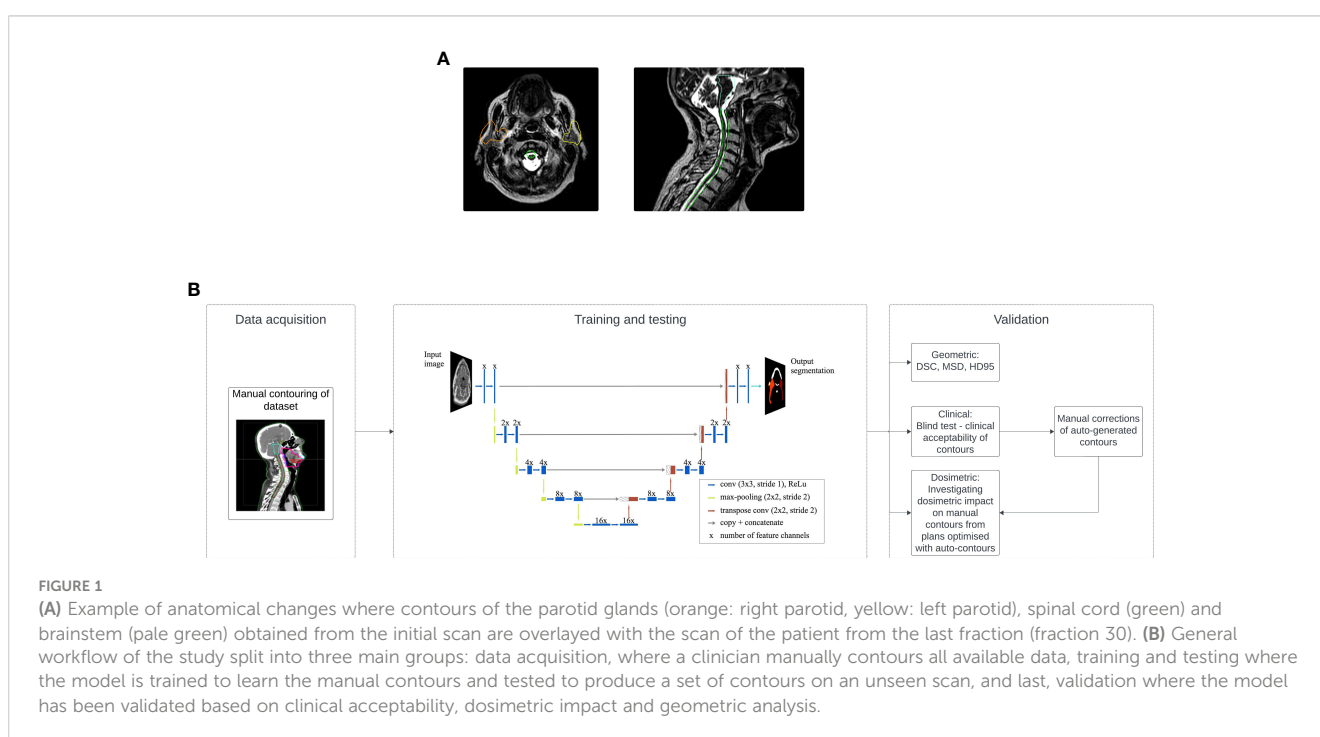 A
B
Data acquisition
Manual contouring of
dataset
Training and testing
Input
image
x x
2x 2x
4x 4x
8x 8x
16x 16x
8x 8x
4x 4x
2x 2x
x x
Output
segmentation
conv (3x3, stride 1), ReLu
max-pooling (2x2, stride 2)
transpose conv (2x2, stride 2)
copy + concatenate
x number of feature channels
Validation
Geometric:
DSC, MSD, HD95
Clinical:
Blind test - clinical
acceptability of
contours
Manual corrections
of auto-generated
contours
Dosimetric:
Investigating
dosimetric impact
on manual
contours from
plans optimised
with auto-contours
FIGURE 1
(A) Example of anatomical changes where contours of the parotid glands (orange: right parotid, yellow: left parotid), spinal cord (green) and
brainstem (pale green) obtained from the initial scan are overlayed with the scan of the patient from the last fraction (fraction 30). (B) General
workflow of the study split into three main groups: data acquisition, where a clinician manually contours all available data, training and testing where
the model is trained to learn the manual contours and tested to produce a set of contours on an unseen scan, and last, validation where the model
has been validated based on clinical acceptability, dosimetric impact and geometric analysis.